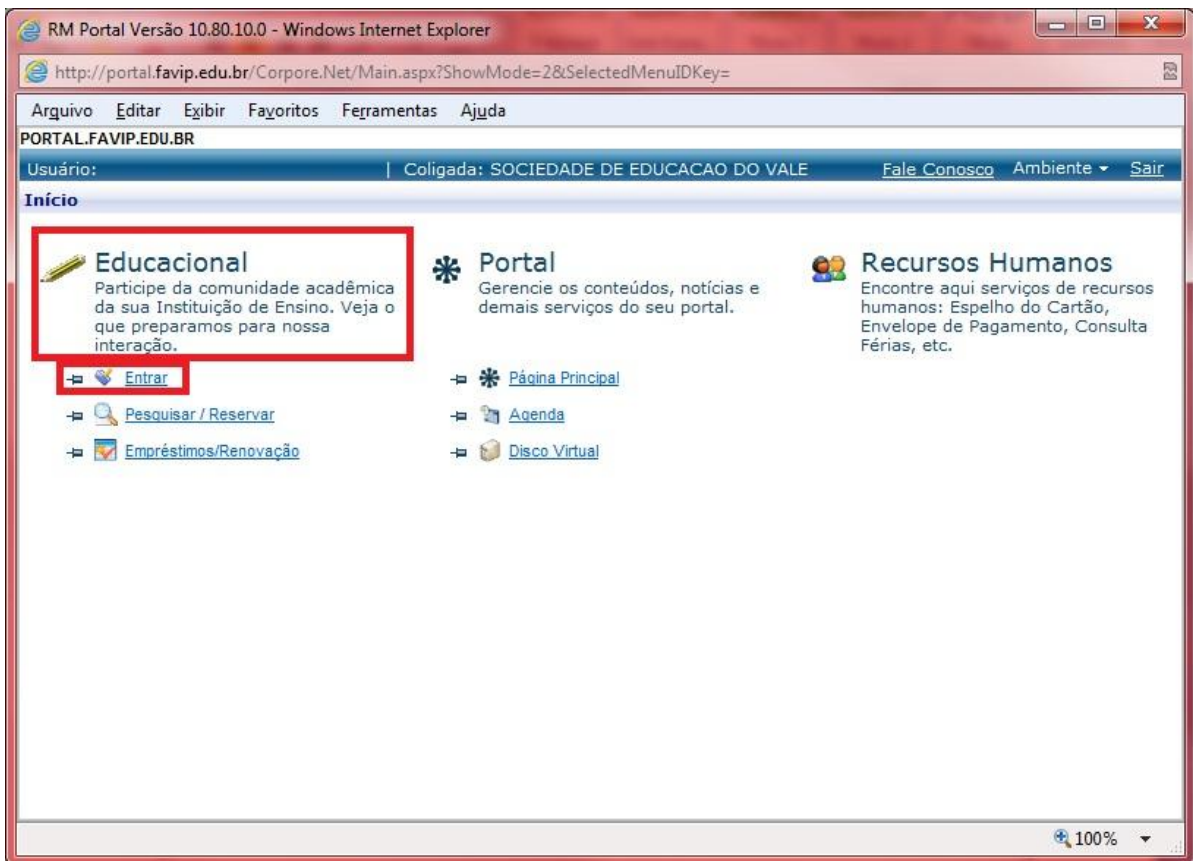 RM Portal Versão 10.80.10.0 - Windows Internet Explorer
http://portal.favip.edu.br/Corpore.Net/Main.aspx?ShowMode=2&SelectedMenuIDKey=
Arquivo Editar Exibir Favoritos Ferramentas Ajuda
PORTAL.FAVIP.EDU.BR
Usuário: | Coligada: SOCIEDADE DE EDUCACAO DO VALE Fale Conosco Ambiente Sair
Início
Educacional
Participe da comunidade acadêmica
da sua Instituição de Ensino. Veja o
que preparamos para nossa
interação.
Entrar
Pesquisar / Reservar
Empréstimos/Renovação
Portal
Gerencie os conteúdos, notícias e
demais serviços do seu portal.
Página Principal
Agenda
Disco Virtual
Recursos Humanos
Encontre aqui serviços de recursos
humanos: Espelho do Cartão,
Envelope de Pagamento, Consulta
Férias, etc.
100%